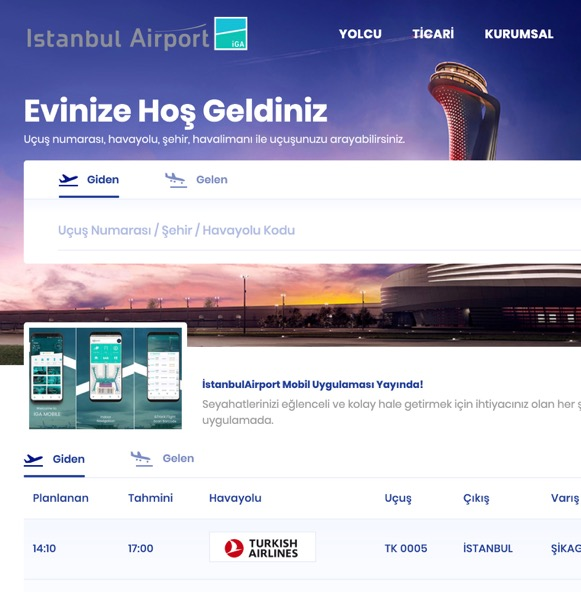 Istanbul Airport
iGA
YOLCU TİCARİ KURUMSAL
Evinize Hoş Geldiniz
Uçuş numarası, havayolu, şehir, havalimanı ile uçuşunuzu arayabilirsiniz.
Giden Gelen
Uçuş Numarası / Şehir / Havayolu Kodu
İstanbulAirport Mobil Uygulaması Yayında!
Seyahatlerinizi eğlenceli ve kolay hale getirmek için ihtiyacınız olan her ş
uygulamada.
Giden Gelen
Planlanan Tahmini Havayolu Uçuş Çıkış Varış
14:10 17:00 TURKISH AIRLINES TK 0005 İSTANBUL ŞİKAG